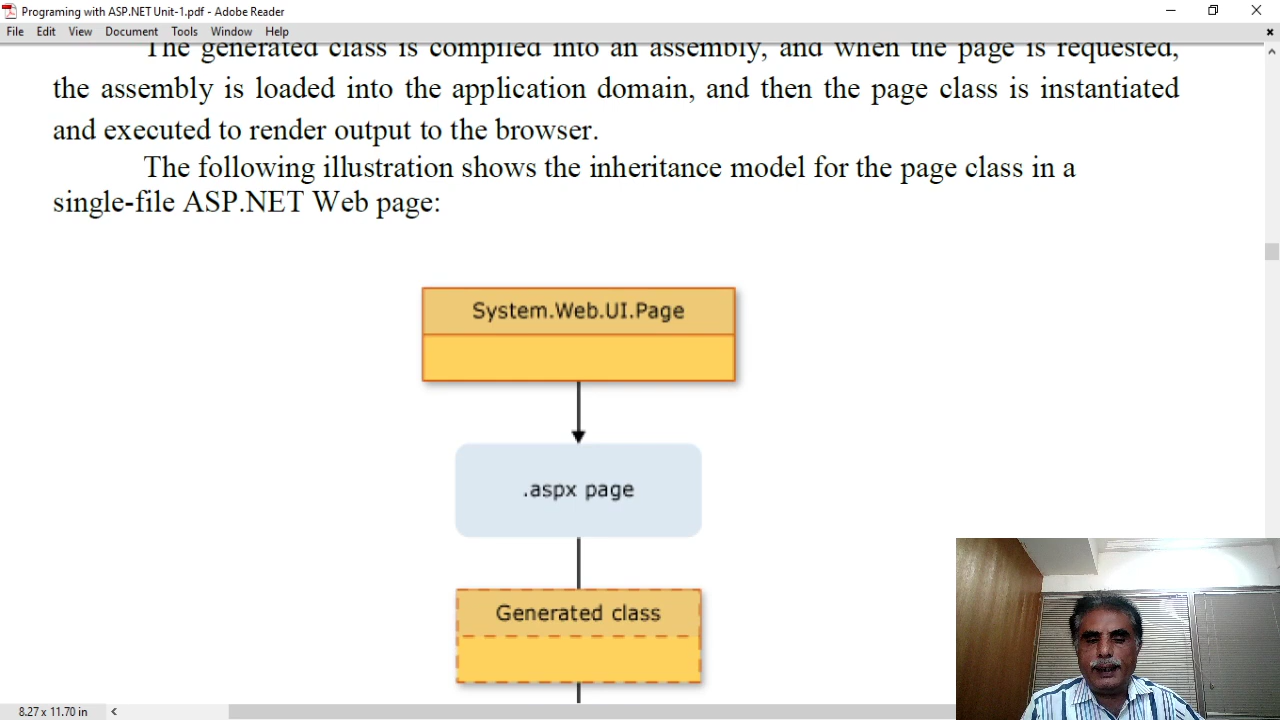 Programing with ASP.NET Unit-1.pdf - Adobe Reader
File Edit View Document Tools Window Help
The generated class is compiled into an assembly, and when the page is requested,
the assembly is loaded into the application domain, and then the page class is instantiated
and executed to render output to the browser.
The following illustration shows the inheritance model for the page class in a
single-file ASP.NET Web page:
System.Web.UI.Page
.aspx page
Generated class
8.27 x 11.70 in